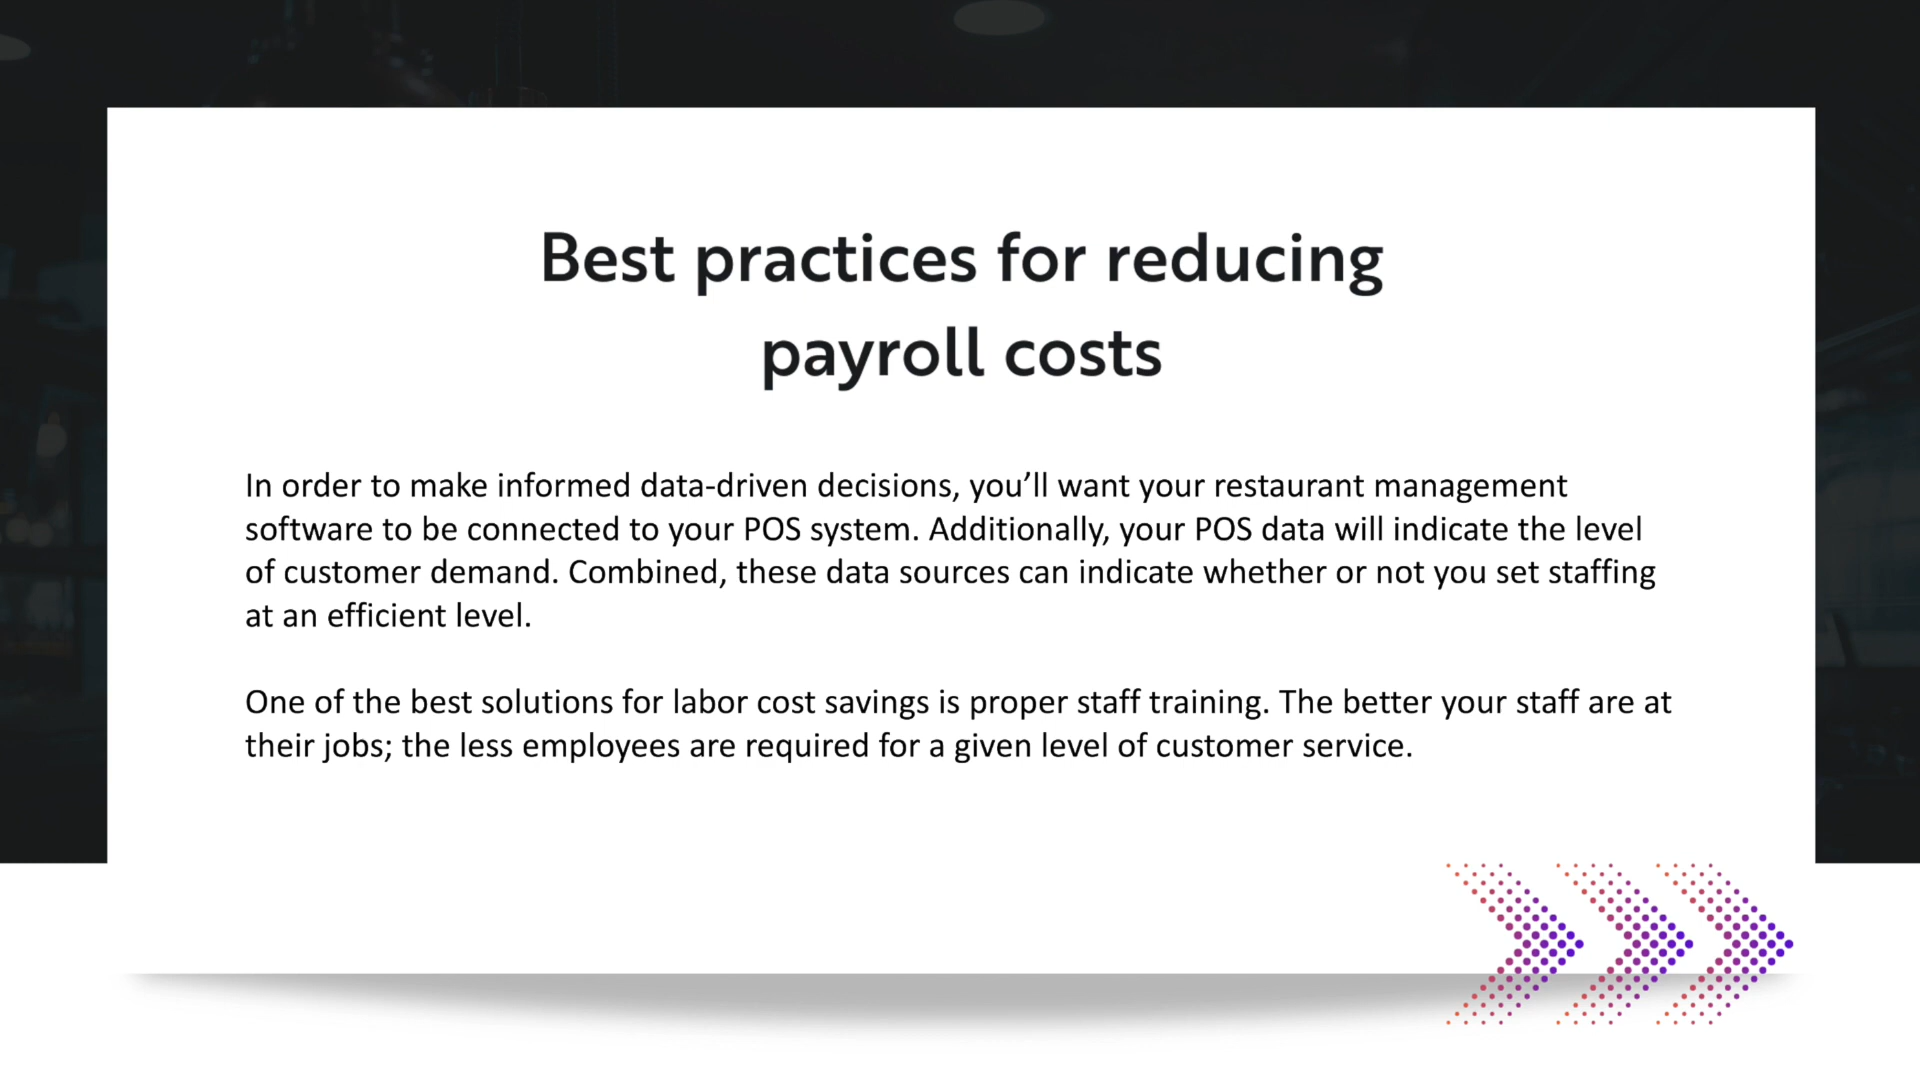 Best practices for reducing
payroll costs
In order to make informed data-driven decisions, you’ll want your restaurant management
software to be connected to your POS system. Additionally, your POS data will indicate the level
of customer demand. Combined, these data sources can indicate whether or not you set staffing
at an efficient level.
One of the best solutions for labor cost savings is proper staff training. The better your staff are at
their jobs; the less employees are required for a given level of customer service.